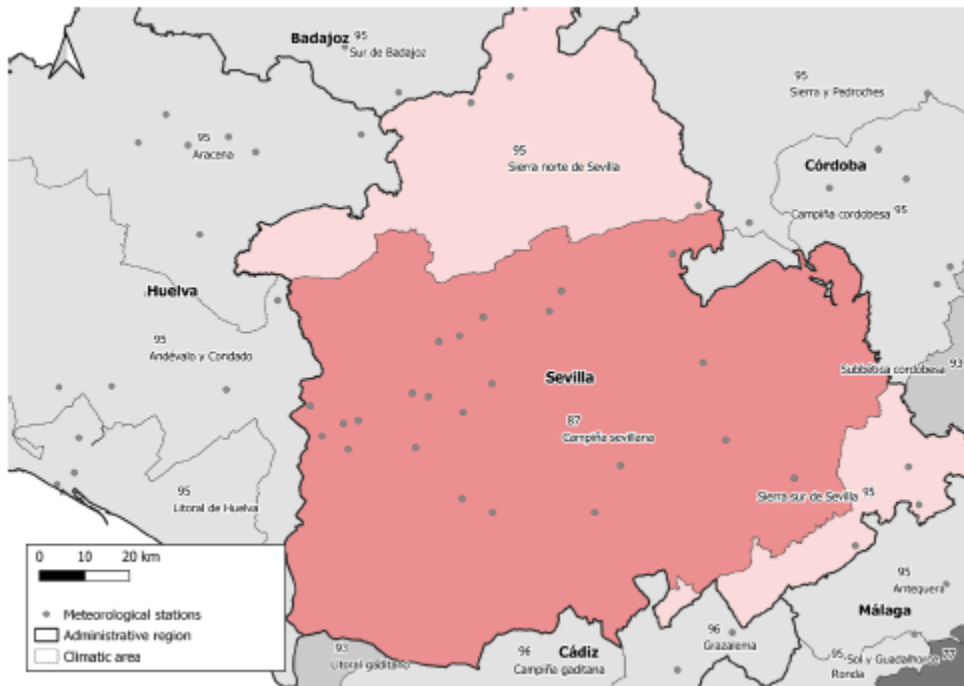 Badajoz
95
Sur de Badajoz
95
Sierra y Pedroches
95
Aracena
95
Sierra norte de Sevilla
Córdoba
Campiña cordobesa 95
Huelva
95
Andévalo y Condado
Subbética cordobesa 93
Sevilla
87
Campiña sevillana
95
Litoral de Huelva
Sierra sur de Sevilla 95
0 10 20 km
Meteorological stations
Administrative region
Climatic area
95
Antequera
Málaga
96
Grazalema
93
Litoral gaditano
96
Campiña gaditana
Cádiz
95
Ronda
Sol y Guadalhorce 77